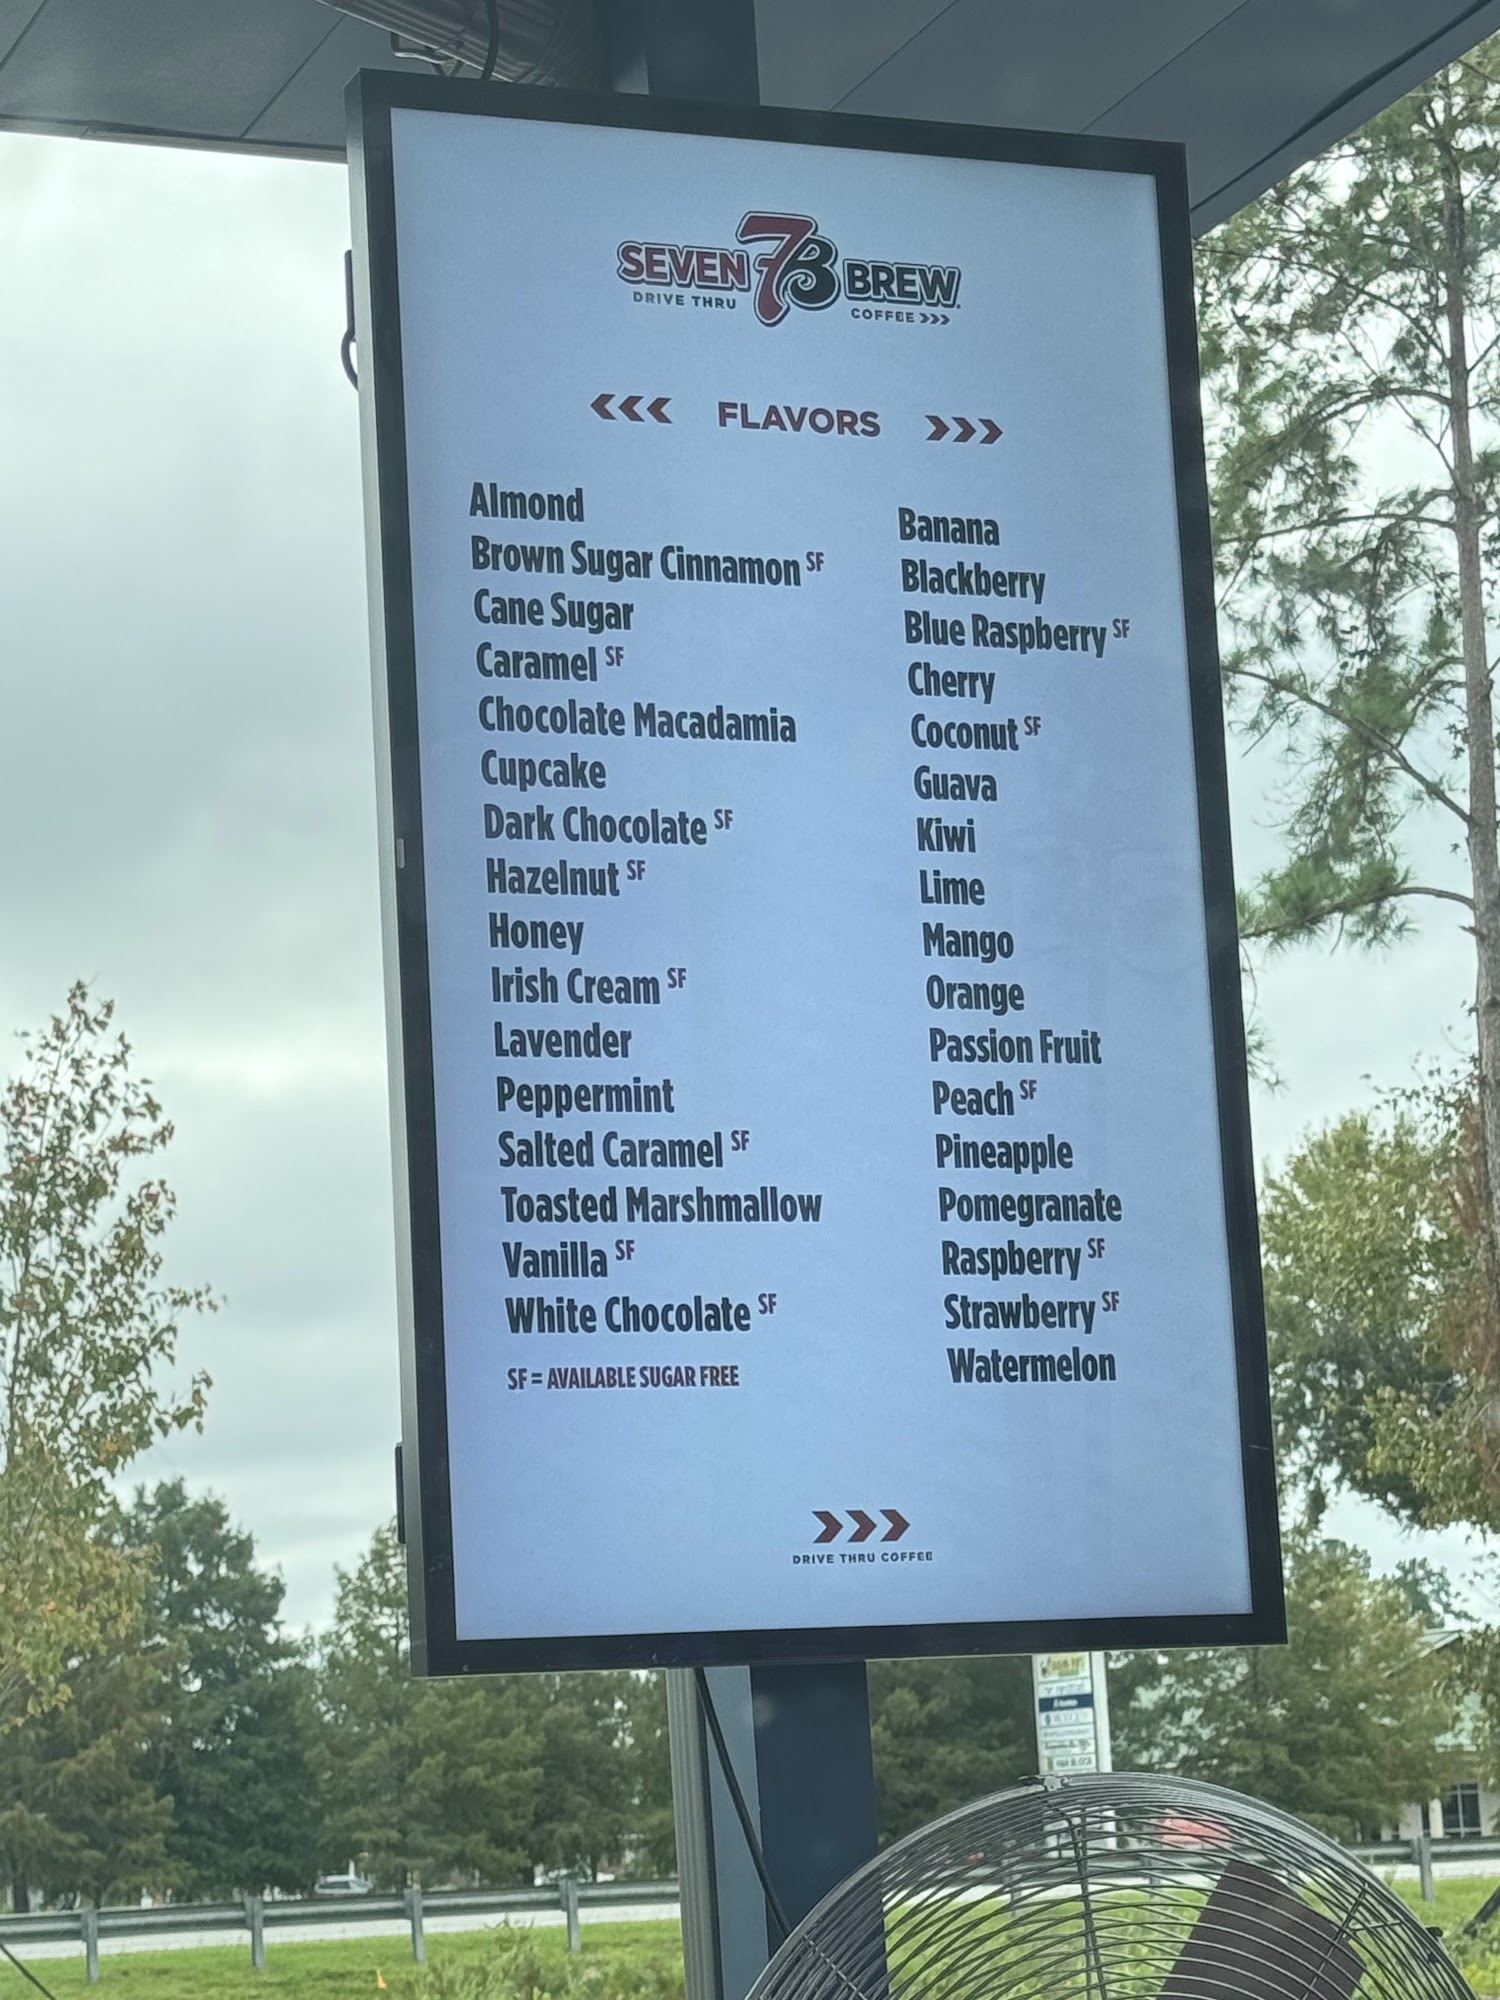 SEVEN 7B BREW
DRIVE THRU COFFEE
FLAVORS
Almond
Brown Sugar Cinnamon SF
Cane Sugar
Caramel SF
Chocolate Macadamia
Cupcake
Dark Chocolate SF
Hazelnut SF
Honey
Irish Cream SF
Lavender
Peppermint
Salted Caramel SF
Toasted Marshmallow
Vanilla SF
White Chocolate SF
SF = AVAILABLE SUGAR FREE
Banana
Blackberry
Blue Raspberry SF
Cherry
Coconut SF
Guava
Kiwi
Lime
Mango
Orange
Passion Fruit
Peach SF
Pineapple
Pomegranate
Raspberry SF
Strawberry SF
Watermelon
DRIVE THRU COFFEE